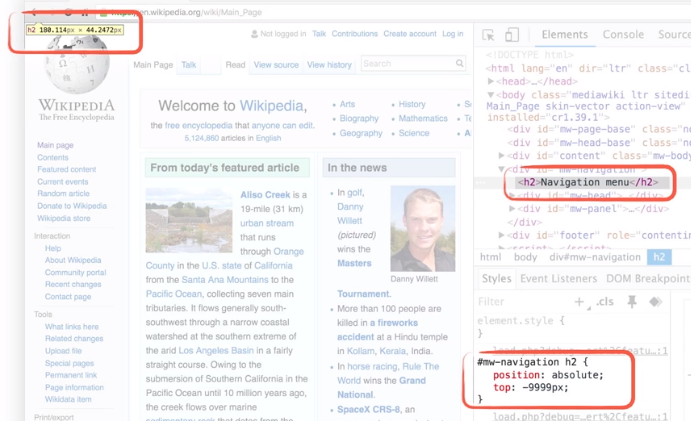 https://en.wikipedia.org/wiki/Main_Page
h2 180.114px × 44.2472px
Not logged in Talk Contributions Create account Log in
WIKIPEDIA
The Free Encyclopedia
Main Page Talk Read View source View history Search
Welcome to Wikipedia,
the free encyclopedia that anyone can edit.
5,124,860 articles in English
• Arts • History
• Biography • Mathematics
• Geography • Science
Main page
Contents
Featured content
Current events
Random article
Donate to Wikipedia
Wikipedia store
Interaction
Help
About Wikipedia
Community portal
Recent changes
Contact page
Tools
What links here
Related changes
Upload file
Special pages
Permanent link
Page information
Wikidata item
Print/export
From today's featured article
Aliso Creek is a
19-mile (31 km)
urban stream
that runs
through Orange
County in the U.S. state of California
from the Santa Ana Mountains to the
Pacific Ocean, collecting seven main
tributaries. It flows generally south-
southwest through a narrow coastal
watershed at the southern extreme of
the arid Los Angeles Basin in a fairly
straight course. Owing to the
submersion of Southern California in the
Pacific Ocean until 10 million years ago,
the creek flows over marine
sedimentary rock that dates from the
In the news
• In golf,
Danny
Willett
(pictured)
wins the
Masters
Danny Willett
Tournament.
• More than 100 people are
killed in a fireworks
accident at a Hindu temple
in Kollam, Kerala, India.
• In horse racing, Rule The
World wins the Grand
National.
• SpaceX CRS-8, an
Elements Console Sourc
<!DOCTYPE html>
<html lang="en" dir="ltr" class="cl
▶<head>…</head>
▼<body class="mediawiki ltr sitedi
Main_Page skin-vector action-view
installed="cr1.39.1">
<div id="mw-page-base" class="no
<div id="mw-head-base" class="no
▶<div id="content" class="mw-body
▼<div id="mw-navigation">
<h2>Navigation menu</h2>
▶<div id="mw-head">…</div>
▶<div id="mw-panel">…</div>
</div>
▶<div id="footer" role="contentin
html body div#mw-navigation h2
Styles Event Listeners DOM Breakpoint
Filter + .cls
element.style {
}
load.php?debug=…ert%2Cfeatu…:1
#mw-navigation h2 {
position: absolute;
top: -9999px;
}
load.php?debug=…ert%2Cfeatu…:1